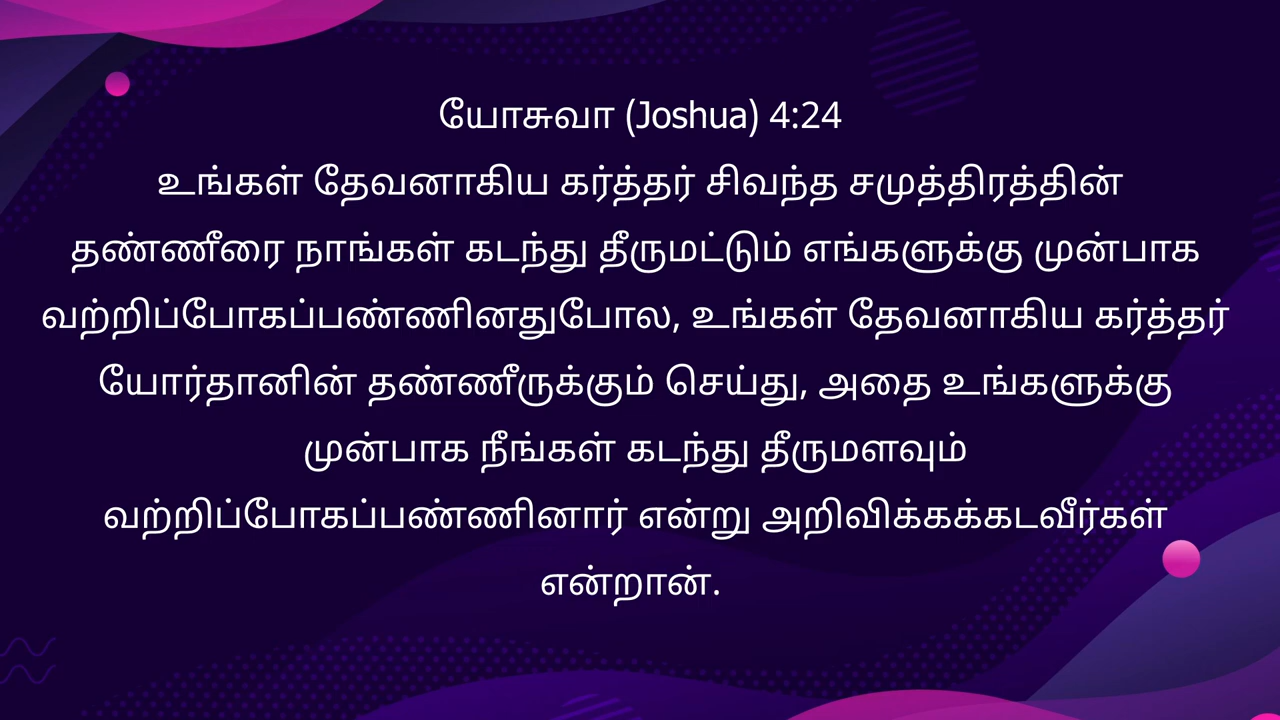 யோசுவா (Joshua) 4:24
உங்கள் தேவனாகிய கர்த்தர் சிவந்த சமுத்திரத்தின்
தண்ணீரை நாங்கள் கடந்து தீருமட்டும் எங்களுக்கு முன்பாக
வற்றிப்போகப்பண்ணினதுபோல, உங்கள் தேவனாகிய கர்த்தர்
யோர்தானின் தண்ணீருக்கும் செய்து, அதை உங்களுக்கு
முன்பாக நீங்கள் கடந்து தீருமளவும்
வற்றிப்போகப்பண்ணினார் என்று அறிவிக்கக்கடவீர்கள்
என்றான்.